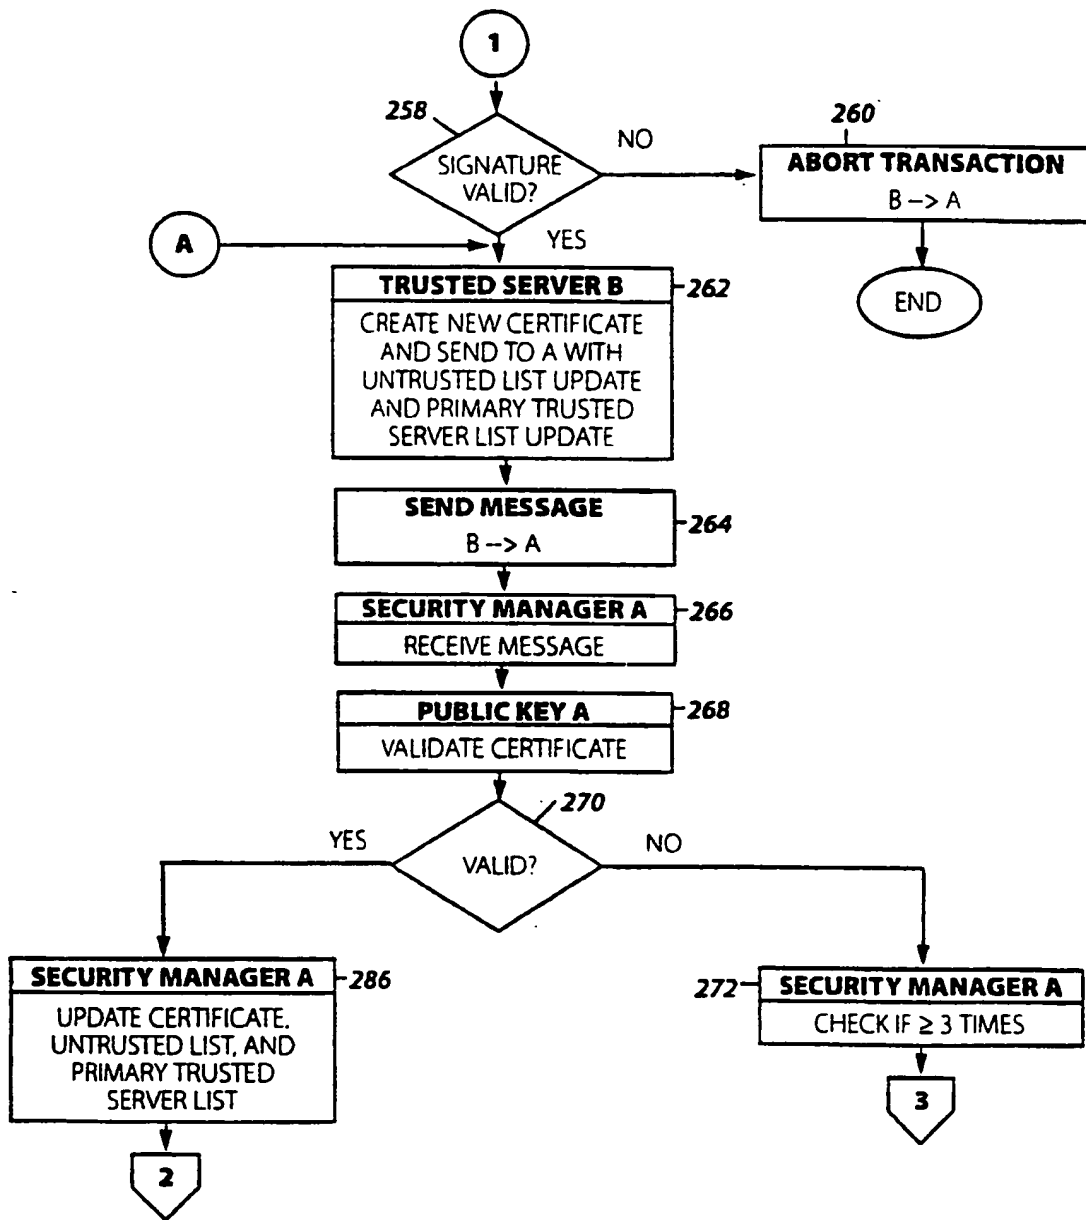 1
258
SIGNATURE
VALID?
NO
260
ABORT TRANSACTION
B --> A
END
A
YES
TRUSTED SERVER B
262
CREATE NEW CERTIFICATE
AND SEND TO A WITH
UNTRUSTED LIST UPDATE
AND PRIMARY TRUSTED
SERVER LIST UPDATE
SEND MESSAGE
264
B --> A
SECURITY MANAGER A
266
RECEIVE MESSAGE
PUBLIC KEY A
268
VALIDATE CERTIFICATE
270
YES
VALID?
NO
SECURITY MANAGER A
286
UPDATE CERTIFICATE.
UNTRUSTED LIST, AND
PRIMARY TRUSTED
SERVER LIST
2
272
SECURITY MANAGER A
CHECK IF ≥ 3 TIMES
3